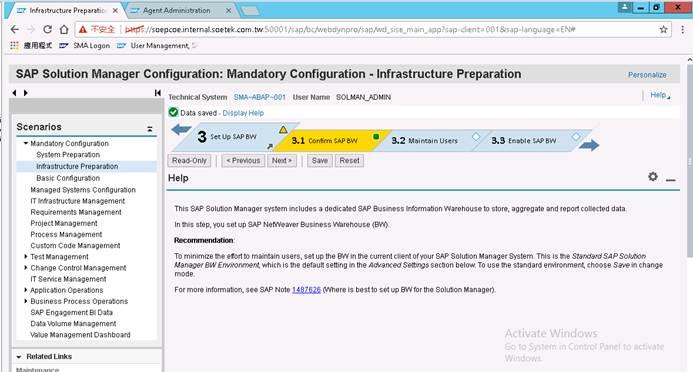 Infrastructure Preparatio
Agent Administration
不安全
https://soepcoe.internal.soetek.com.tw:50001/sap/bc/webdynpro/sap/wd_sise_main_app?sap-client=001&sap-language=EN#
應用程式
SMA Logon
User Management, S
SAP Solution Manager Configuration: Mandatory Configuration - Infrastructure Preparation
Personalize
Technical System SMA~ABAP~001 User Name SOLMAN_ADMIN
Help
Data saved - Display Help
Scenarios
3 Set Up SAP BW
3.1 Confirm SAP BW
3.2 Maintain Users
3.3 Enable SAP BW
Read-Only
< Previous
Next >
Save
Reset
Mandatory Configuration
System Preparation
Infrastructure Preparation
Basic Configuration
Managed Systems Configuration
IT Infrastructure Management
Requirements Management
Project Management
Process Management
Custom Code Management
Test Management
Change Control Management
IT Service Management
Application Operations
Business Process Operations
SAP Engagement BI Data
Data Volume Management
Value Management Dashboard
Related Links
Maintenance
Help
This SAP Solution Manager system includes a dedicated SAP Business Information Warehouse to store, aggregate and report collected data.
In this step, you set up SAP NetWeaver Business Warehouse (BW).
Recommendation:
To minimize the effort to maintain users, set up the BW in the current client of your SAP Solution Manager System. This is the Standard SAP Solution
Manager BW Environment, which is the default setting in the Advanced Settings section below. To use the standard environment, choose Save in change
mode.
For more information, see SAP Note 1487626 (Where is best to set up BW for the Solution Manager).
Activate Windows
Go to System in Control Panel to activate
Windows.